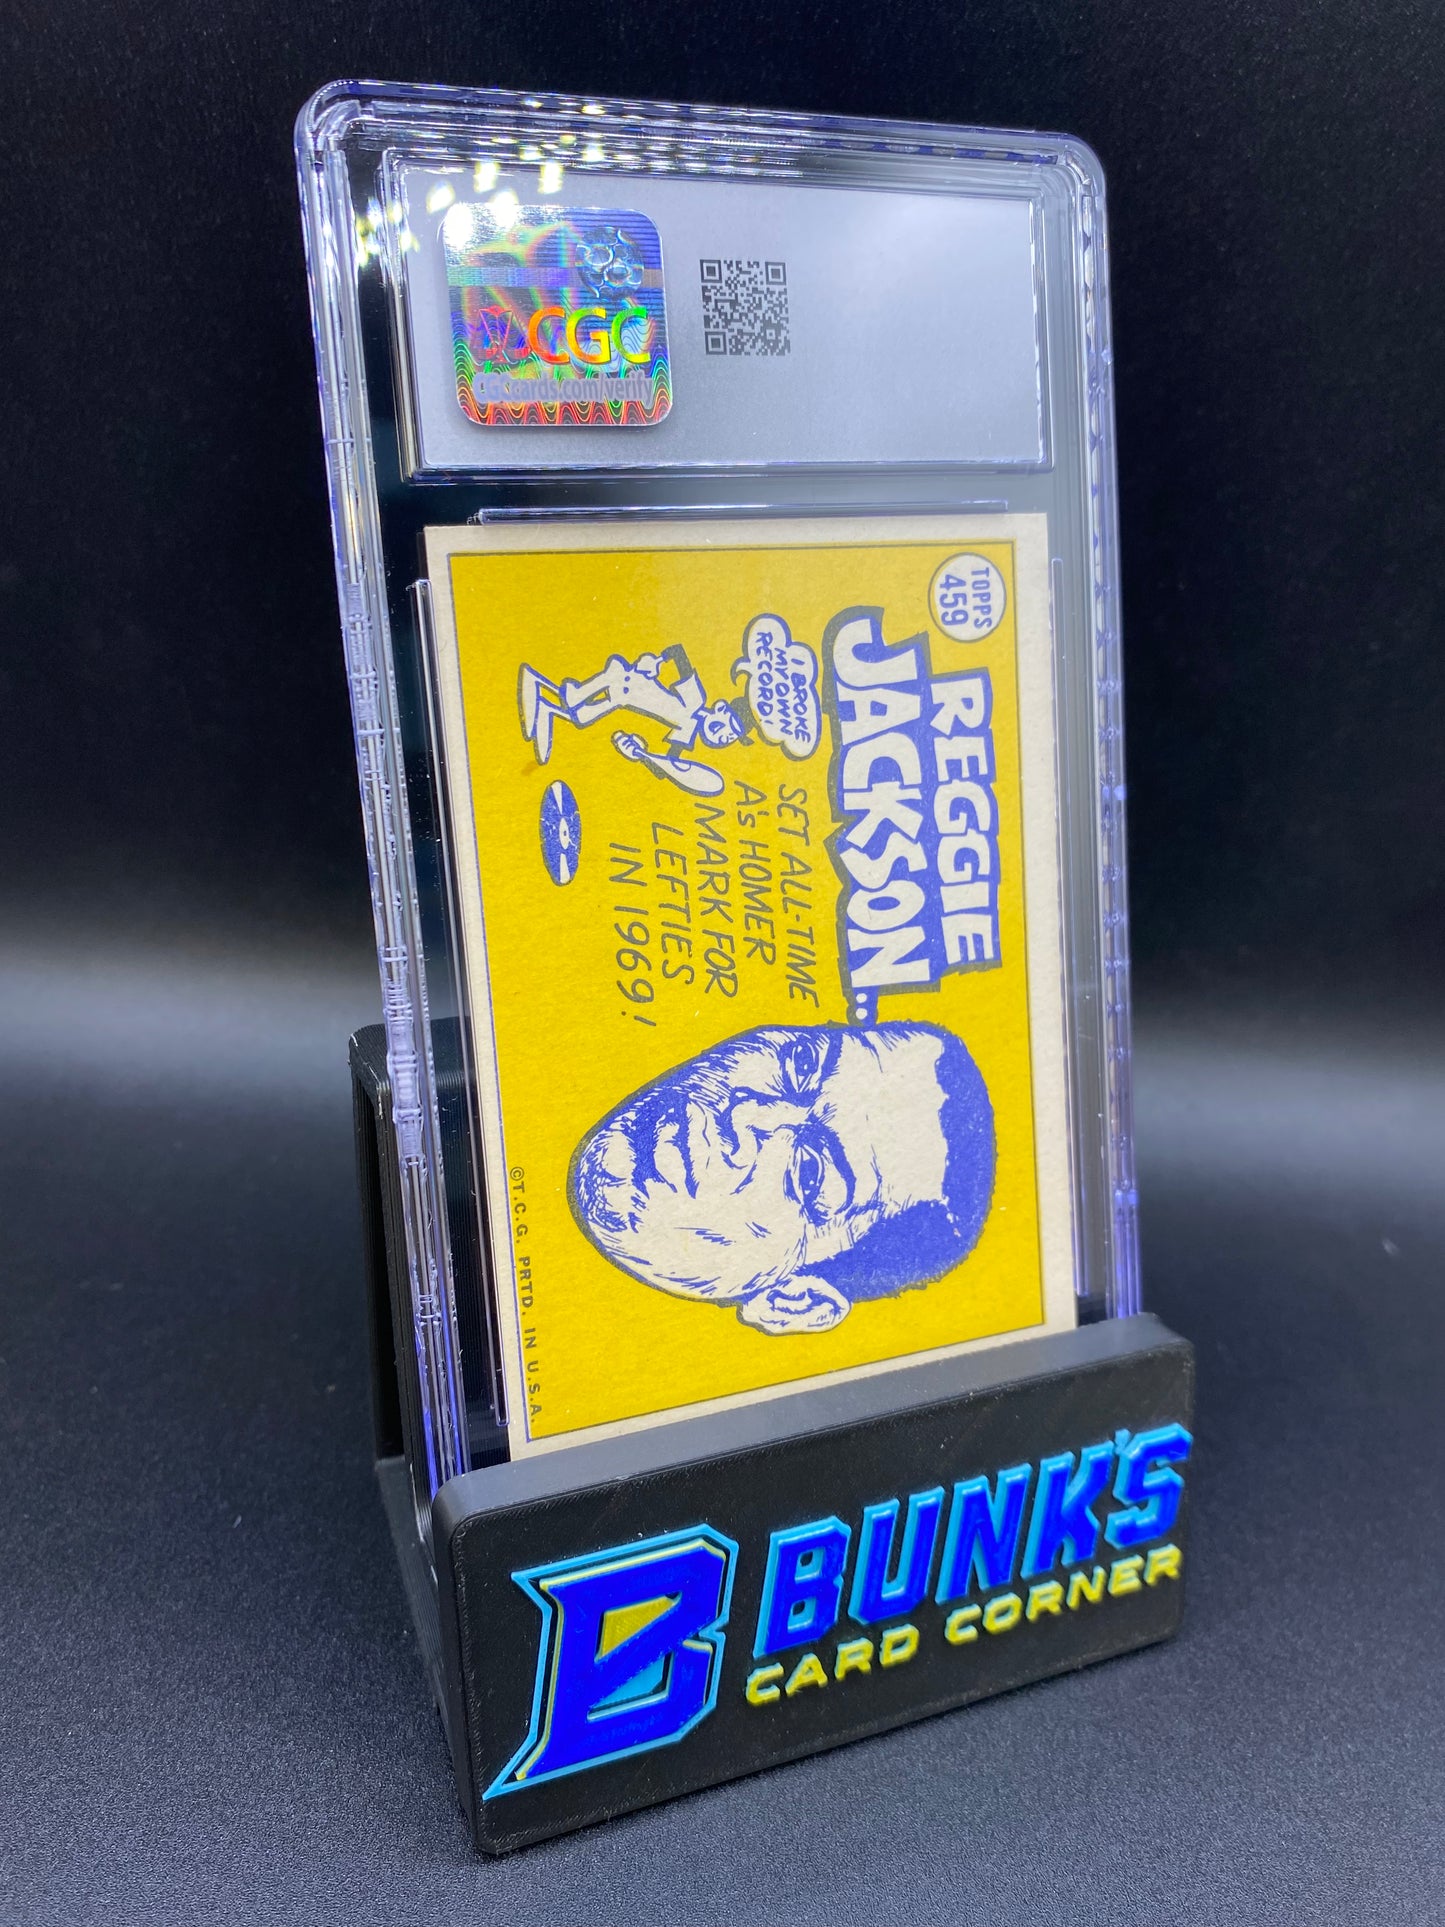 CGC
CGCcards.com/verify
TOPPS
459
REGGIE
JACKSON..
I BROKE
MY OWN
RECORD!
SET ALL-TIME
A's HOMER
MARK FOR
LEFTIES
IN 1969!
©T.C.G. PRTD. IN U.S.A.
B
BUNK'S
CARD CORNER